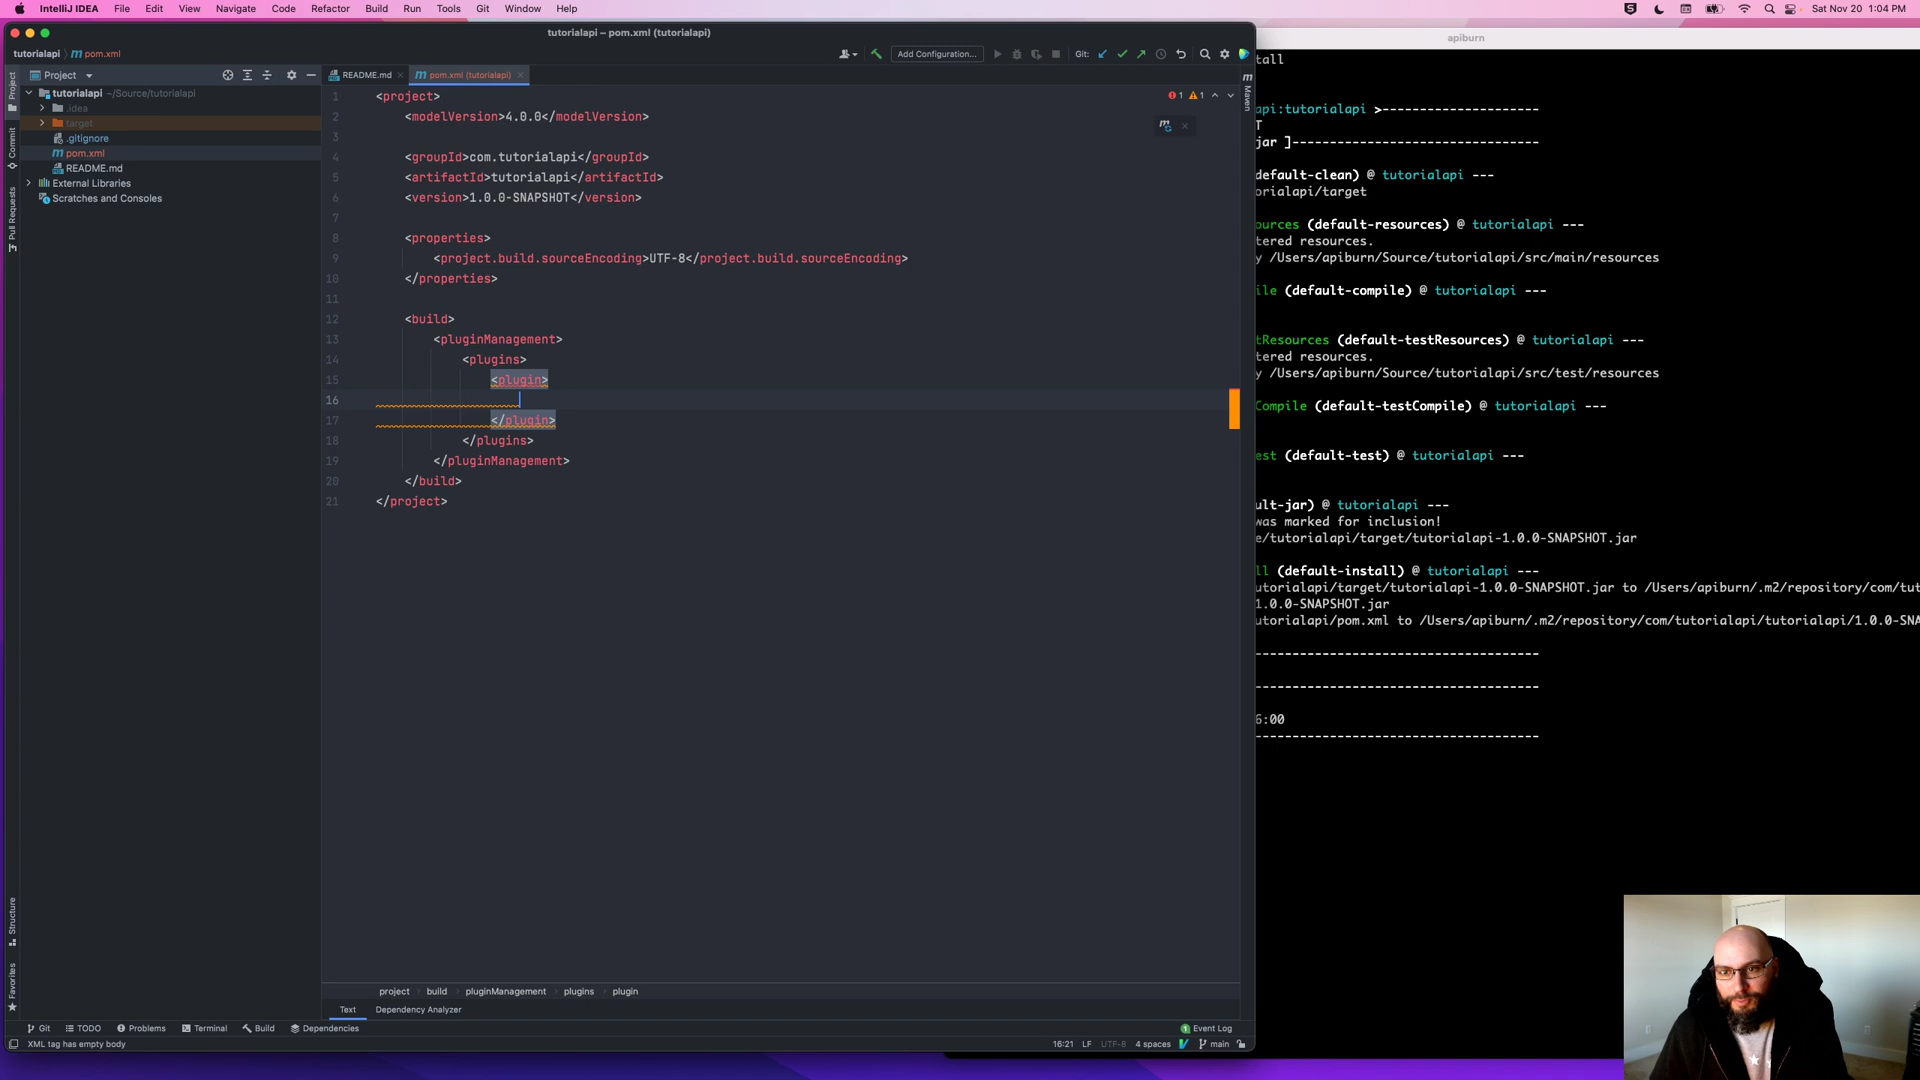 IntelliJ IDEA File Edit View Navigate Code Refactor Build Run Tools Git Window Help
Sat Nov 20 1:04 PM
tutorialapi – pom.xml (tutorialapi)
tutorialapi pom.xml
Add Configuration...
Git:
Project
README.md
pom.xml (tutorialapi)
tutorialapi ~/Source/tutorialapi
.idea
target
.gitignore
pom.xml
README.md
External Libraries
Scratches and Consoles
Project
Commit
Pull Requests
Structure
Favorites
Maven
1 1
1 <project>
2 <modelVersion>4.0.0</modelVersion>
3
4 <groupId>com.tutorialapi</groupId>
5 <artifactId>tutorialapi</artifactId>
6 <version>1.0.0-SNAPSHOT</version>
7
8 <properties>
9 <project.build.sourceEncoding>UTF-8</project.build.sourceEncoding>
10 </properties>
11
12 <build>
13 <pluginManagement>
14 <plugins>
15 <plugin>
16
17 </plugin>
18 </plugins>
19 </pluginManagement>
20 </build>
21 </project>
project build pluginManagement plugins plugin
Text Dependency Analyzer
Git TODO Problems Terminal Build Dependencies
1 Event Log
XML tag has empty body
16:21 LF UTF-8 4 spaces main
apiburn
tall
api:tutorialapi >-------------------
T
jar ]-------------------------------
default-clean) @ tutorialapi ---
orialapi/target
ources (default-resources) @ tutorialapi ---
tered resources.
y /Users/apiburn/Source/tutorialapi/src/main/resources
ile (default-compile) @ tutorialapi ---
tResources (default-testResources) @ tutorialapi ---
tered resources.
y /Users/apiburn/Source/tutorialapi/src/test/resources
Compile (default-testCompile) @ tutorialapi ---
est (default-test) @ tutorialapi ---
ult-jar) @ tutorialapi ---
was marked for inclusion!
e/tutorialapi/target/tutorialapi-1.0.0-SNAPSHOT.jar
ll (default-install) @ tutorialapi ---
utorialapi/target/tutorialapi-1.0.0-SNAPSHOT.jar to /Users/apiburn/.m2/repository/com/tut
1.0.0-SNAPSHOT.jar
utorialapi/pom.xml to /Users/apiburn/.m2/repository/com/tutorialapi/tutorialapi/1.0.0-SNA
---------------------------------------
---------------------------------------
6:00
---------------------------------------